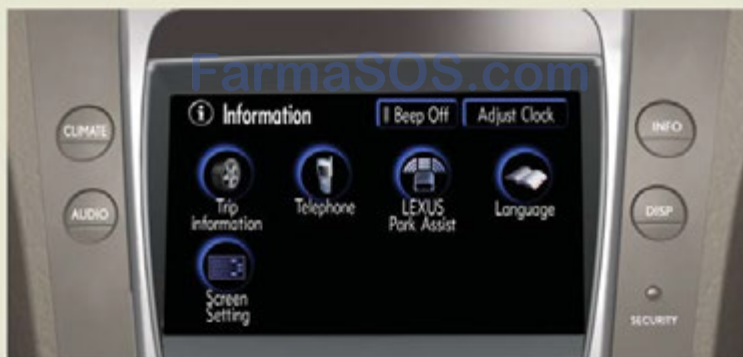 FarmaSOS.com
CLIMATE
AUDIO
Information
Beep Off
Adjust Clock
Trip
information
Telephone
LEXUS
Park Assist
Language
Screen
Setting
INFO
DISP
SECURITY